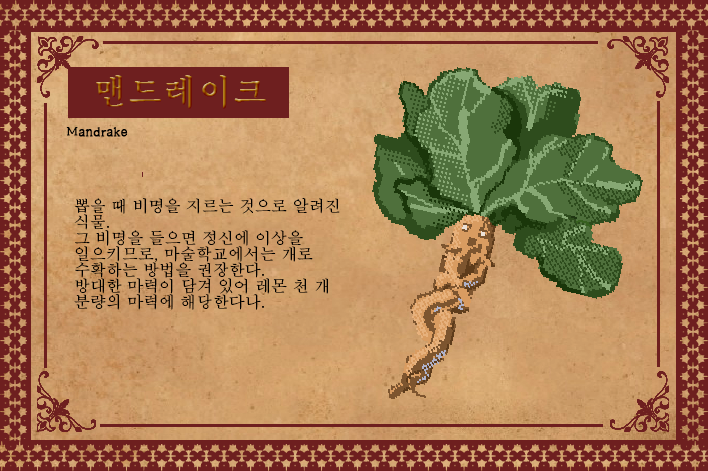 맨드레이크
Mandrake
뽑을 때 비명을 지르는 것으로 알려진
식물.
그 비명을 들으면 정신에 이상을
일으키므로, 마술학교에서는 개로
수확하는 방법을 권장한다.
방대한 마력이 담겨 있어 레몬 천 개
분량의 마력에 해당한다나.